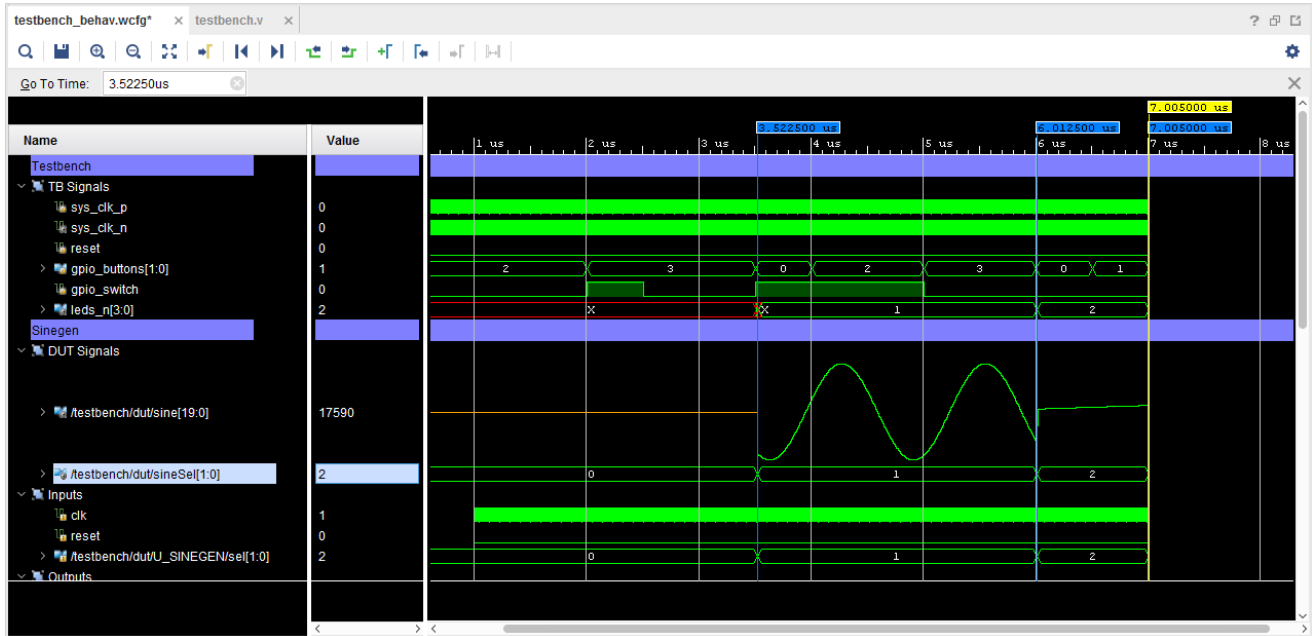 testbench_behav.wcfg* × testbench.v ×
?
Go To Time: 3.52250us
7.005000 us
Name Value
3.522500 us 6.012500 us 7.005000 us
1 us 2 us 3 us 4 us 5 us 6 us 7 us 8 us
Testbench
TB Signals
sys_clk_p 0
sys_clk_n 0
reset 0
gpio_buttons[1:0] 1 2 3 0 2 3 0 1
gpio_switch 0
leds_n[3:0] 2 X X 1 2
Sinegen
DUT Signals
/testbench/dut/sine[19:0] 17590
/testbench/dut/sineSel[1:0] 2 0 1 2
Inputs
clk 1
reset 0
/testbench/dut/U_SINEGEN/sel[1:0] 2 0 1 2
Outputs